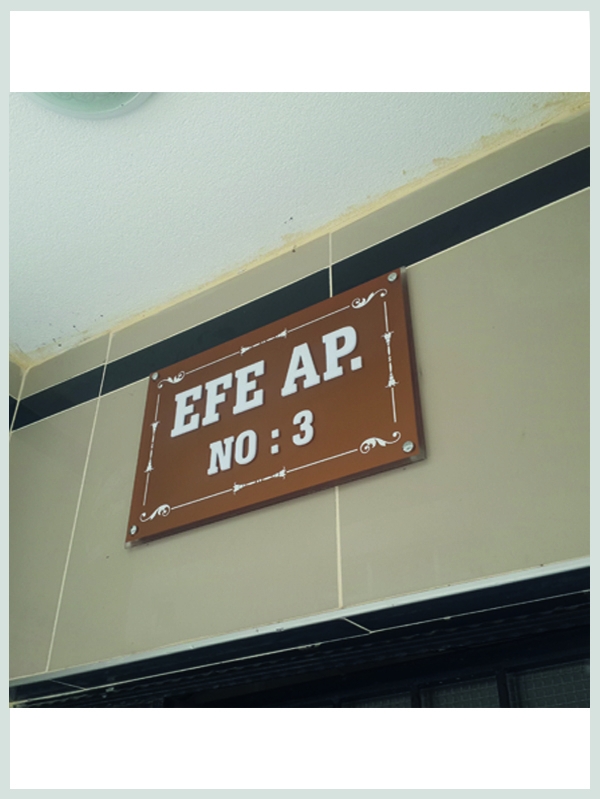 EFE AP.
NO : 3